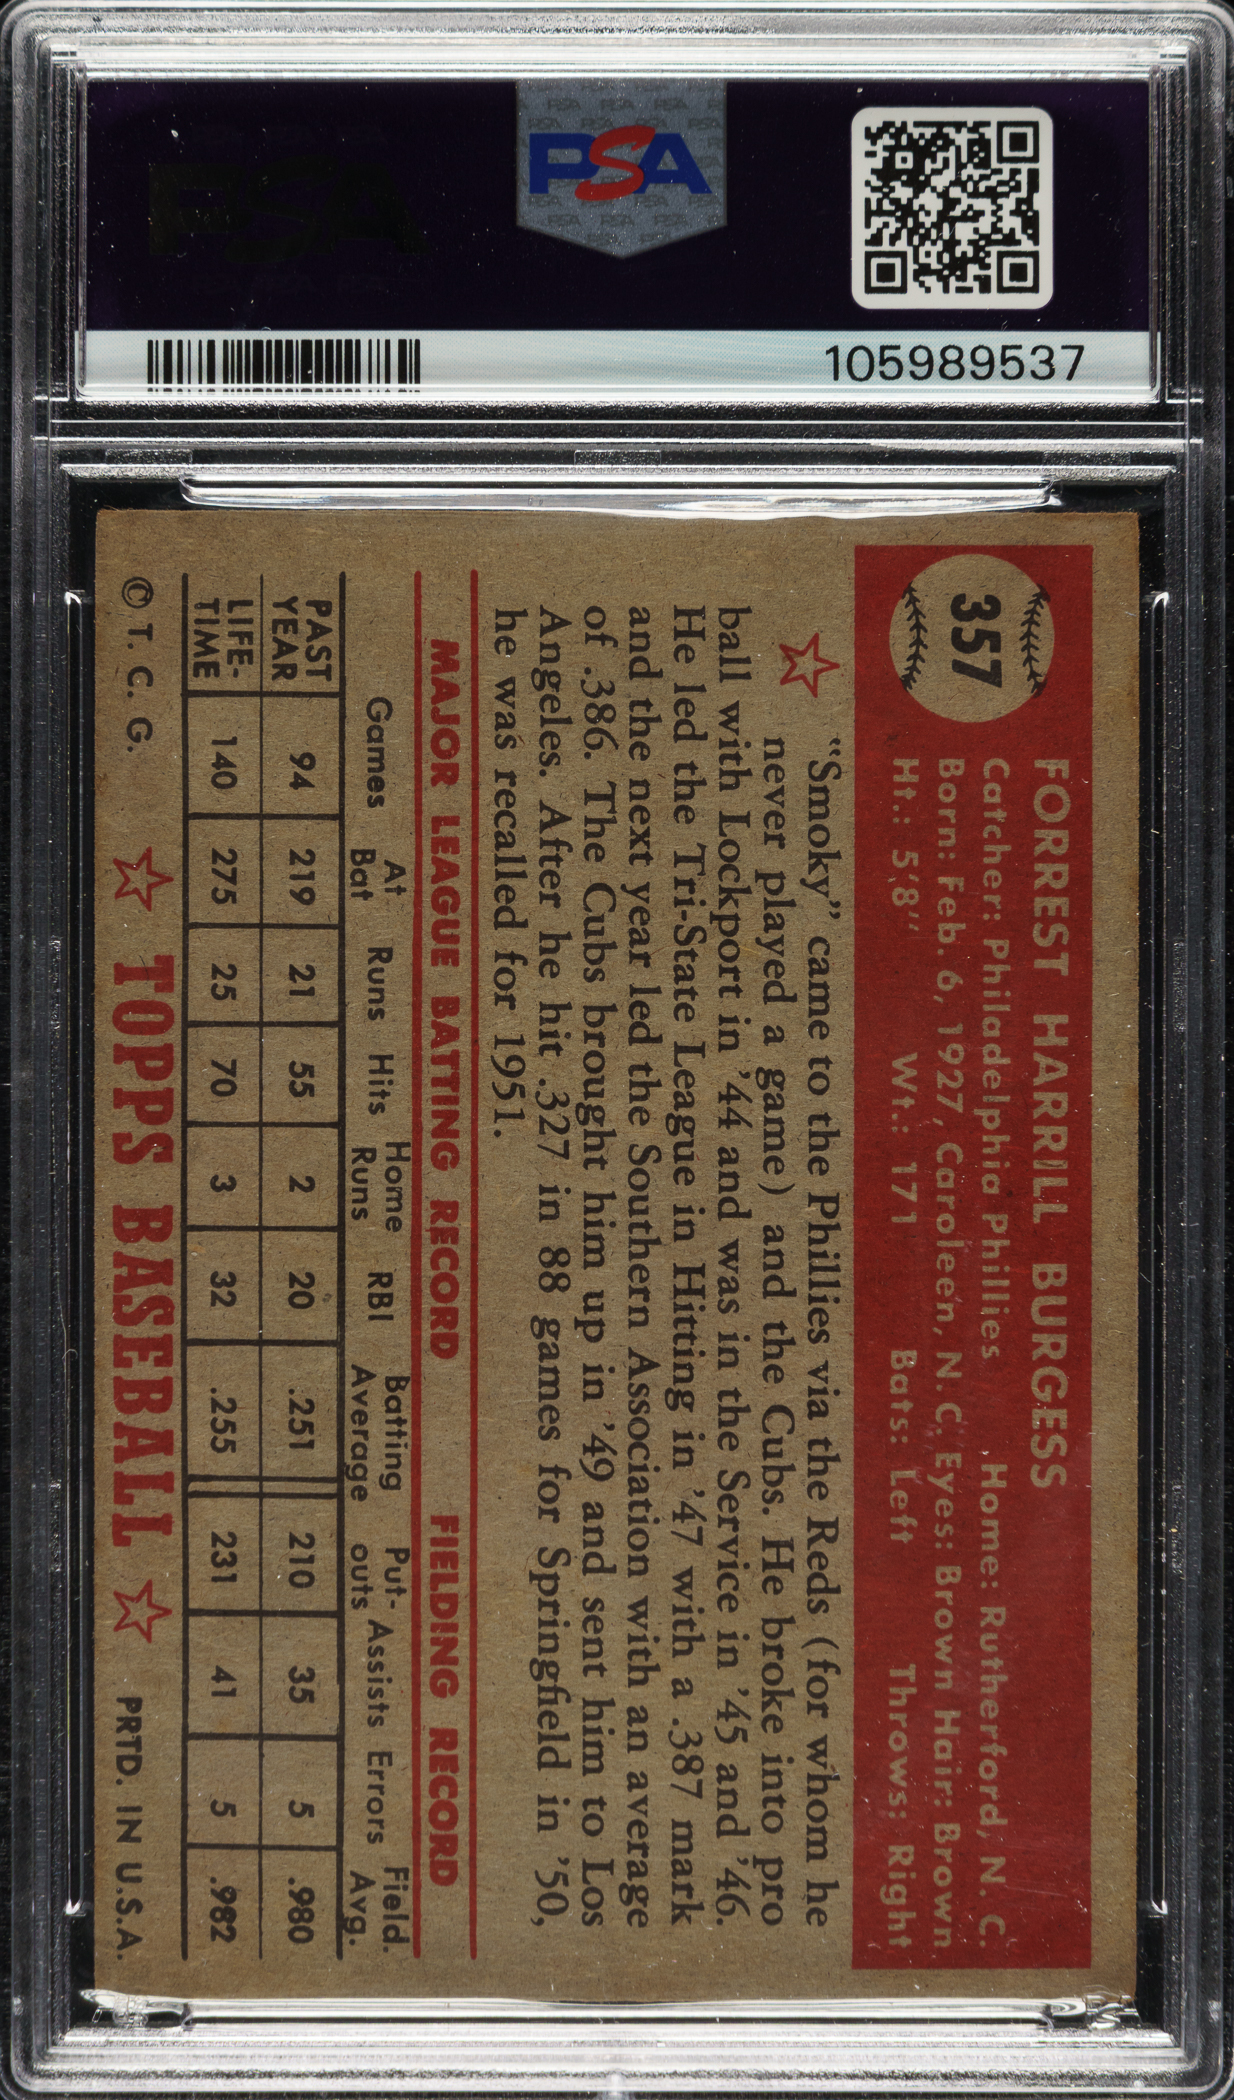 PSA
105989537
357
FORREST HARRILL BURGESS
Catcher: Philadelphia Phillies Home: Rutherford, N. C.
Born: Feb. 6, 1927, Caroleen, N. C. Eyes: Brown Hair: Brown
Ht.: 5'8" Wt.: 171 Bats: Left Throws: Right
"Smoky" came to the Phillies via the Reds (for whom he
never played a game) and the Cubs. He broke into pro
ball with Lockport in '44 and was in the Service in '45 and '46.
He led the Tri-State League in Hitting in '47 with a .387 mark
and the next year led the Southern Association with an average
of .386. The Cubs brought him up in '49 and sent him to Los
Angeles. After he hit .327 in 88 games for Springfield in '50,
he was recalled for 1951.
MAJOR LEAGUE BATTING RECORD FIELDING RECORD
Games At Bat Runs Hits Home Runs RBI Batting Average Put-outs Assists Errors Field. Avg.
PAST YEAR 94 219 21 55 2 20 .251 210 35 5 .980
LIFE-TIME 140 275 25 70 3 32 .255 231 41 5 .982
© T. C. G. TOPPS BASEBALL PRTD. IN U.S.A.